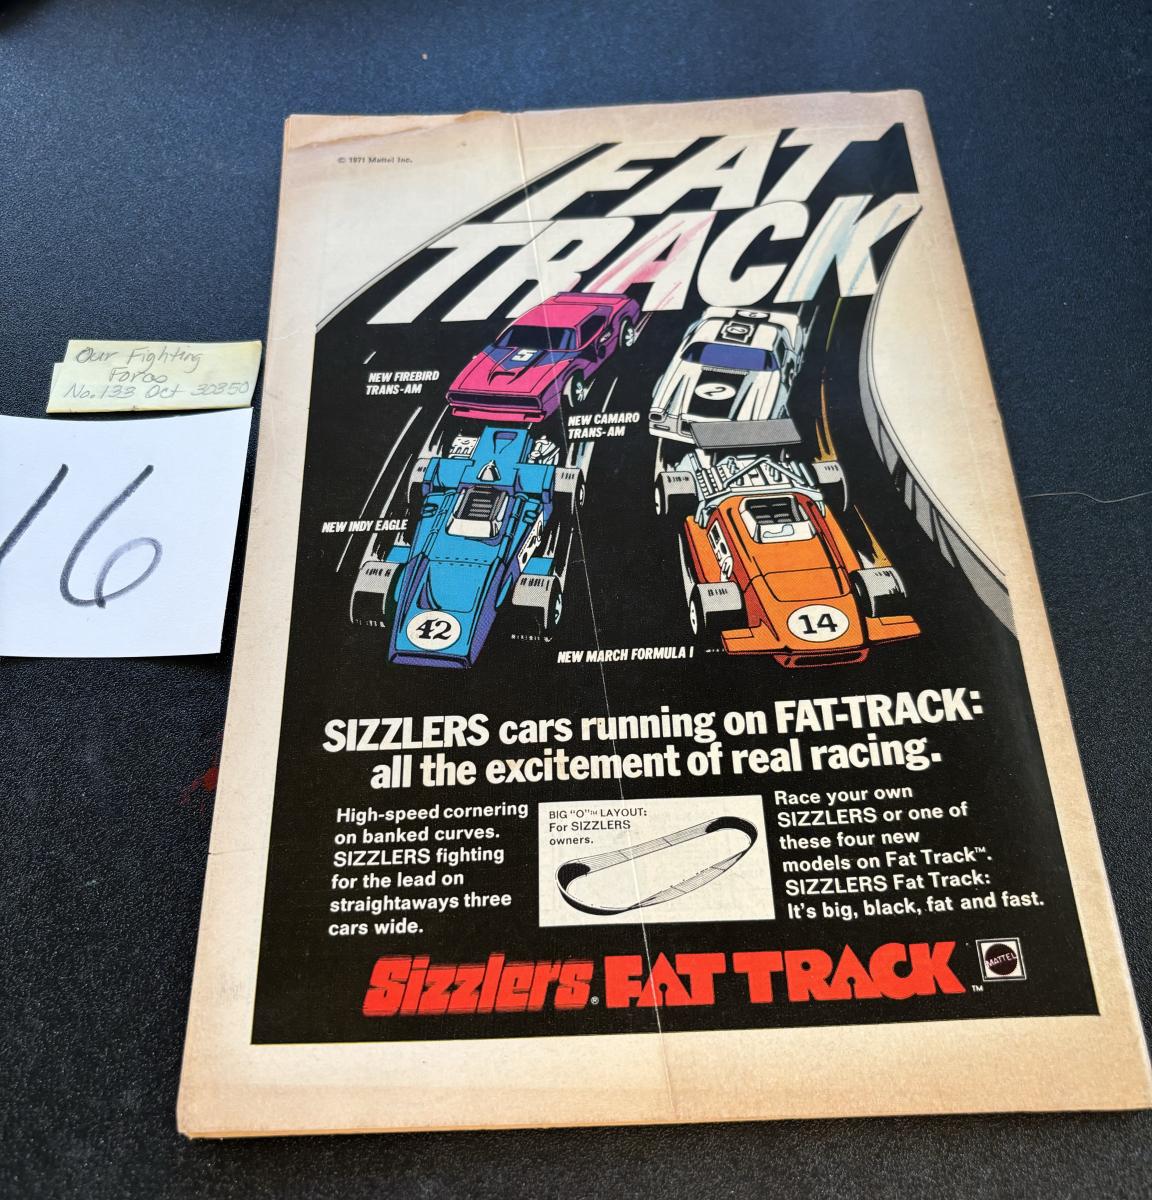 © 1971 Mattel Inc.
FAT
TRACK
Our Fighting
Forces
No. 133 Oct 30350
16
NEW FIREBIRD
TRANS-AM
5
2
2
NEW CAMARO
TRANS-AM
NEW INDY EAGLE
42
14
NEW MARCH FORMULA I
SIZZLERS cars running on FAT-TRACK:
all the excitement of real racing.
High-speed cornering
on banked curves.
SIZZLERS fighting
for the lead on
straightaways three
cars wide.
BIG "O"™ LAYOUT:
For SIZZLERS
owners.
Race your own
SIZZLERS or one of
these four new
models on Fat Track™.
SIZZLERS Fat Track:
It's big, black, fat and fast.
Sizzlers® FAT TRACK™
MATTEL